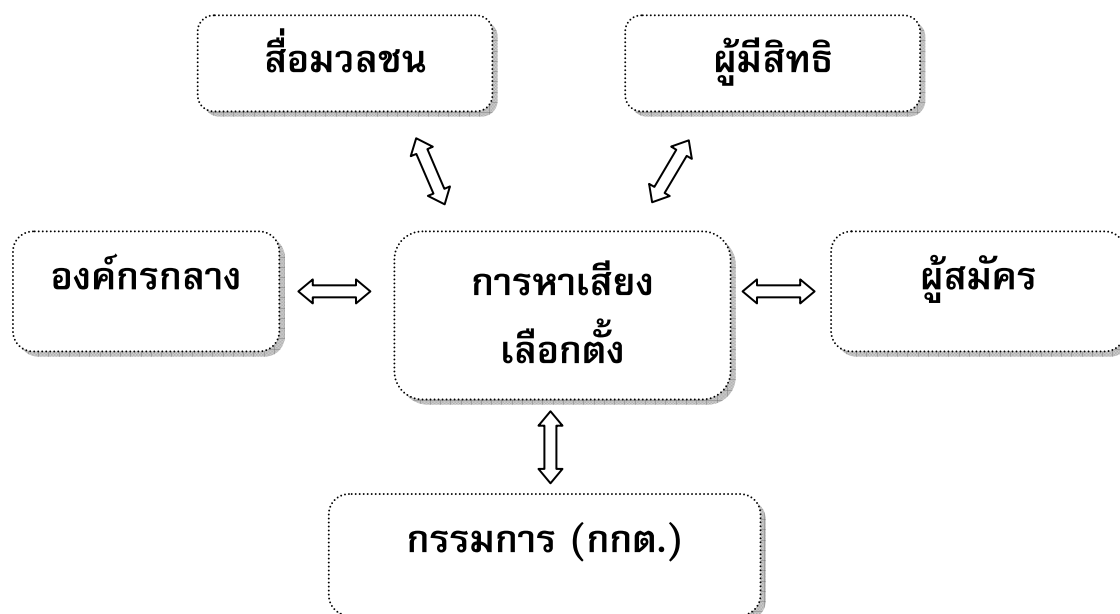 สื่อมวลชน
ผู้มีสิทธิ
องค์กรกลาง
การหาเสียง
เลือกตั้ง
ผู้สมัคร
กรรมการ (กกต.)